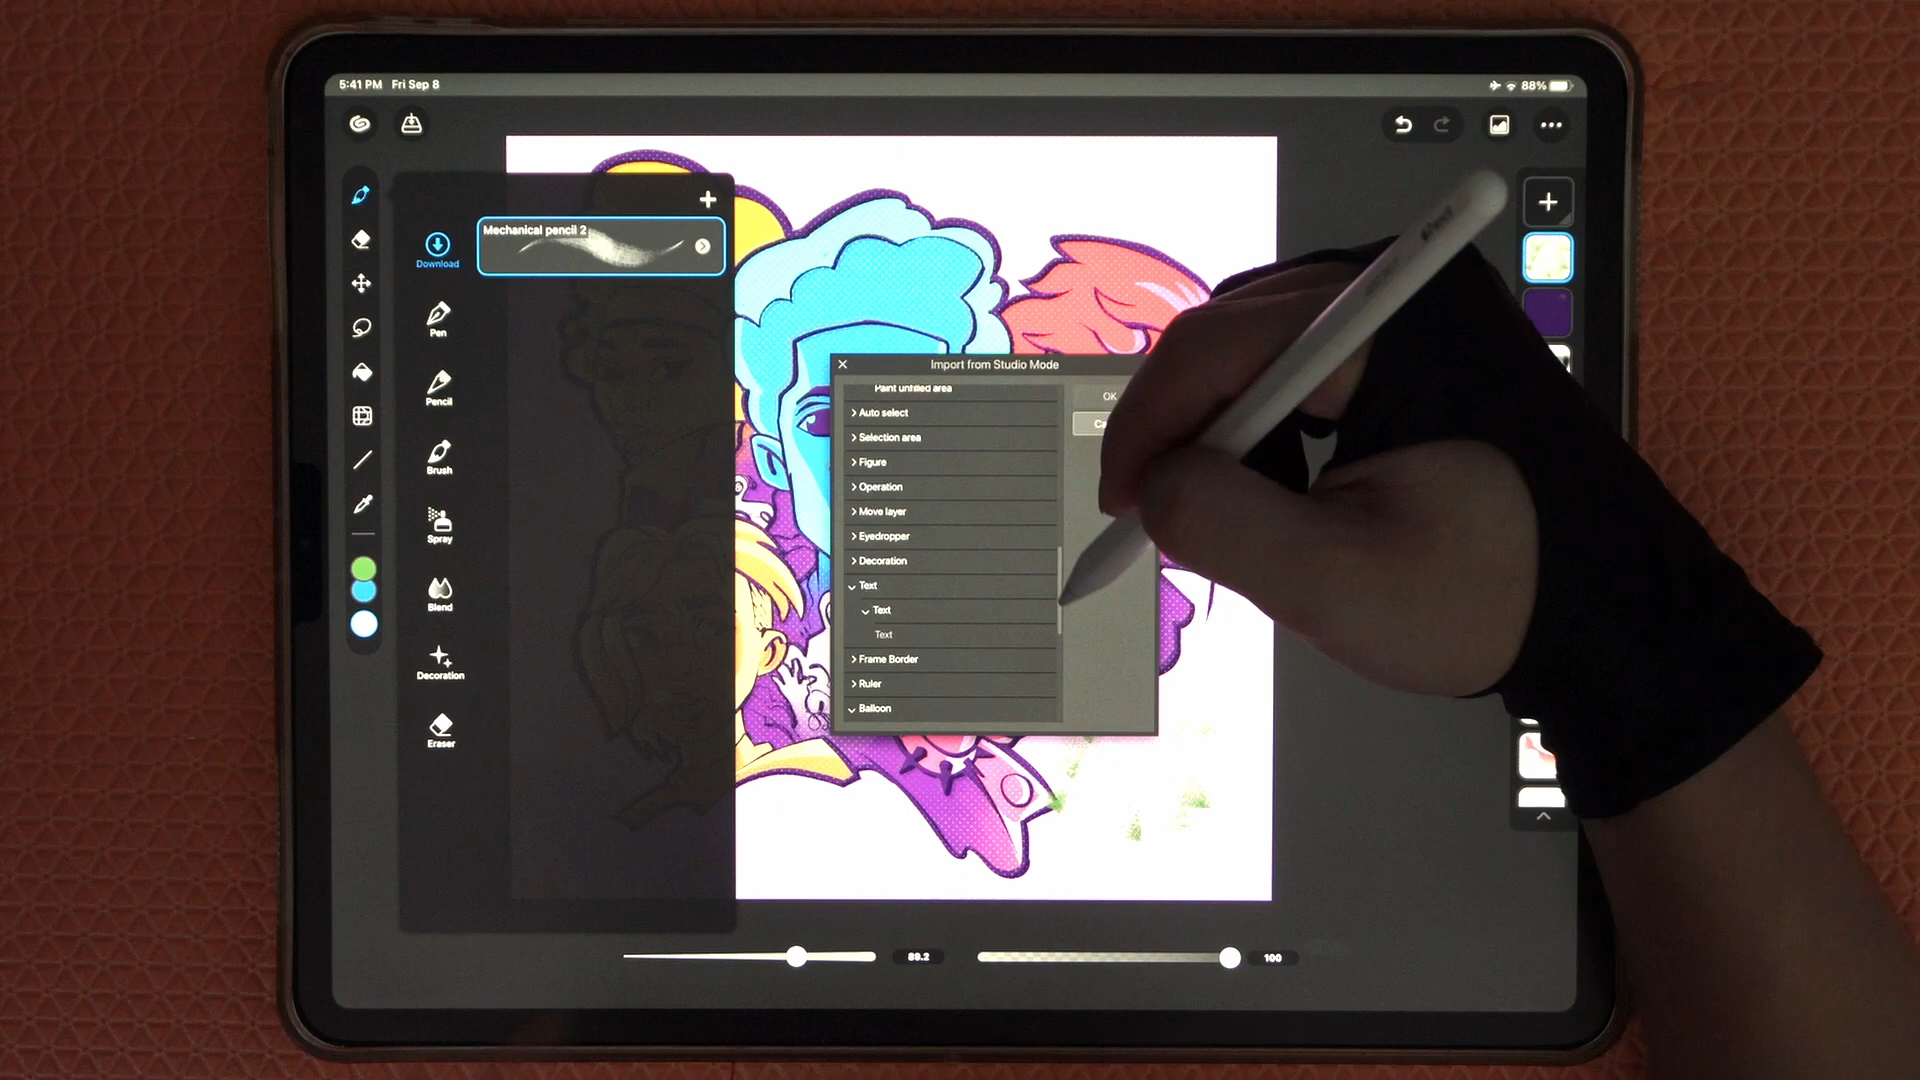 5:41 PM Fri Sep 8
88%
Download
Pen
Pencil
Brush
Spray
Blend
Decoration
Eraser
Mechanical pencil 2
Import from Studio Mode
Paint unfilled area
Auto select
Selection area
Figure
Operation
Move layer
Eyedropper
Decoration
Text
Text
Text
Frame Border
Ruler
Balloon
OK
89.2
100